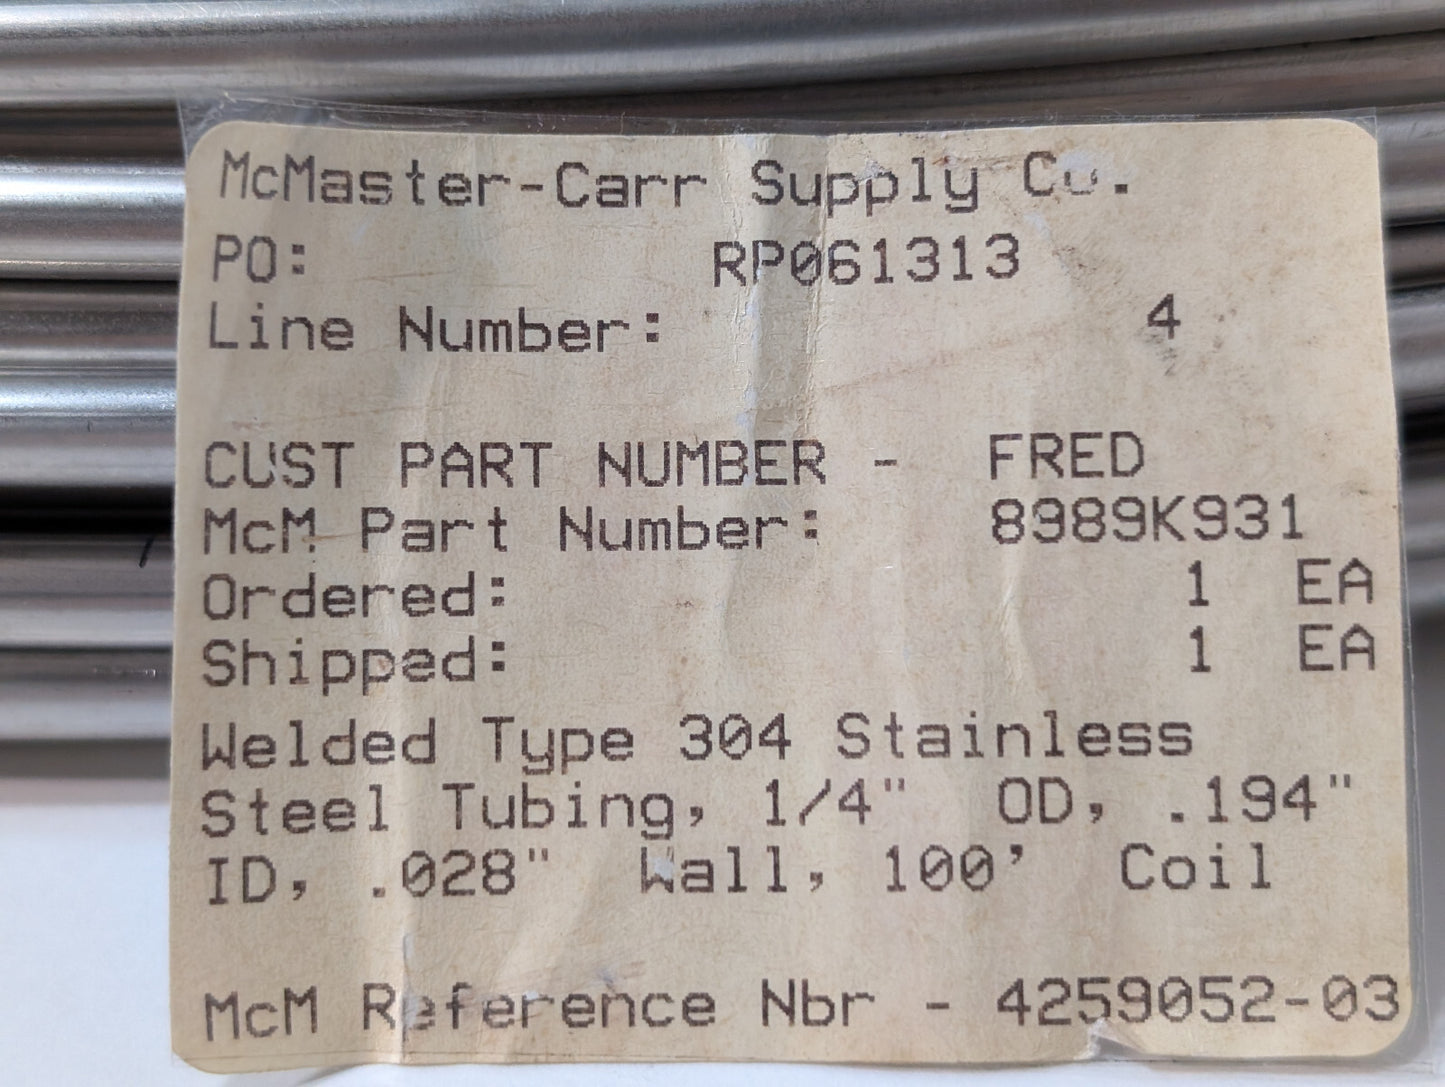 McMaster-Carr Supply Co.
PO: RP061313
Line Number: 4
CUST PART NUMBER - FRED
McM Part Number: 8989K931
Ordered: 1 EA
Shipped: 1 EA
Welded Type 304 Stainless
Steel Tubing, 1/4" OD, .194"
ID, .028" Wall, 100' Coil
McM Reference Nbr - 4259052-03